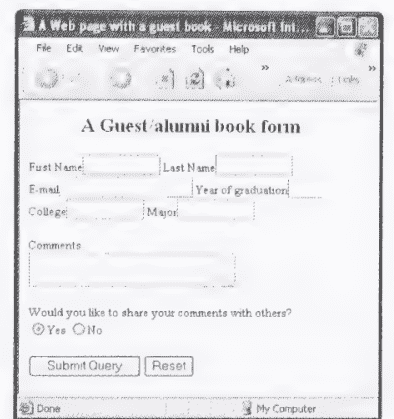 A Web page with a guest book - Microsoft Int...
File Edit View Favorites Tools Help
» Address Links »
A Guest/alumni book form
First Name Last Name
E-mail Year of graduation
College Major
Comments
Would you like to share your comments with others?
Yes No
Submit Query Reset
Done My Computer